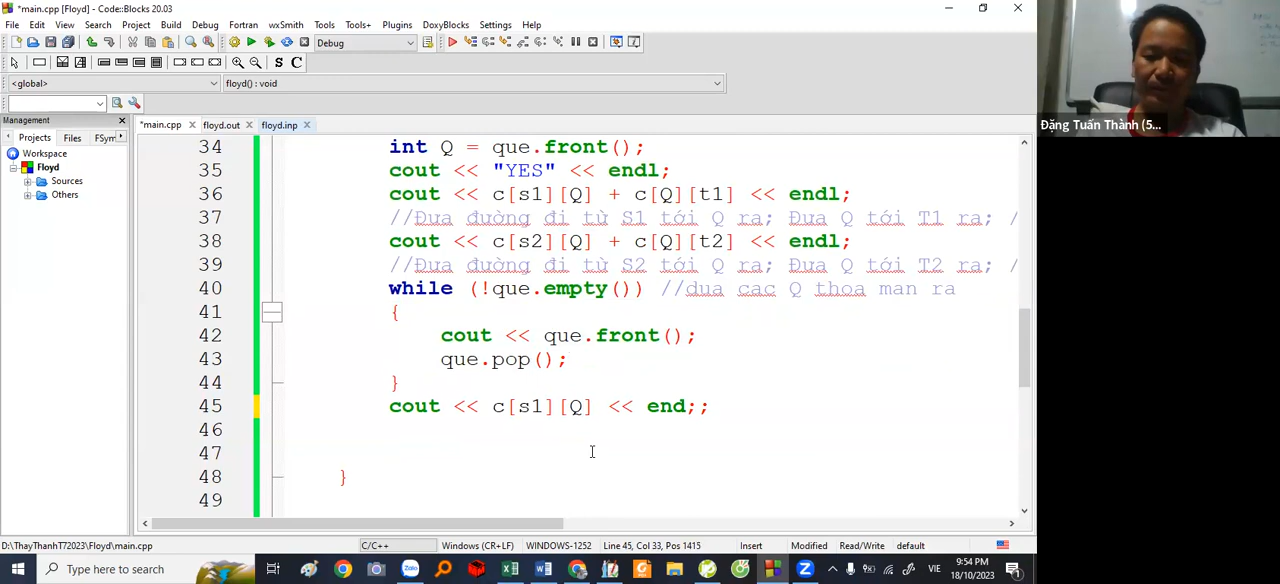 *main.cpp [Floyd] - Code::Blocks 20.03
File Edit View Search Project Build Debug Fortran wxSmith Tools Tools+ Plugins DoxyBlocks Settings Help
Debug
S C
<global> floyd() : void
Management
Projects Files FSym
Workspace
Floyd
Sources
Others
*main.cpp floyd.out floyd.inp
34 int Q = que.front();
35 cout << "YES" << endl;
36 cout << c[s1][Q] + c[Q][t1] << endl;
37 //Đưa đường đi từ S1 tới Q ra; Đưa Q tới T1 ra; /
38 cout << c[s2][Q] + c[Q][t2] << endl;
39 //Đưa đường đi từ S2 tới Q ra; Đưa Q tới T2 ra; /
40 while (!que.empty()) //dua cac Q thoa man ra
41 {
42 cout << que.front();
43 que.pop();
44 }
45 cout << c[s1][Q] << end;;
46
47
48 }
49
D:\ThayThanhT72023\Floyd\main.cpp C/C++ Windows (CR+LF) WINDOWS-1252 Line 45, Col 33, Pos 1415 Insert Modified Read/Write default
Type here to search
Zalo
VIE
9:54 PM
18/10/2023
1
Đặng Tuấn Thành (5...